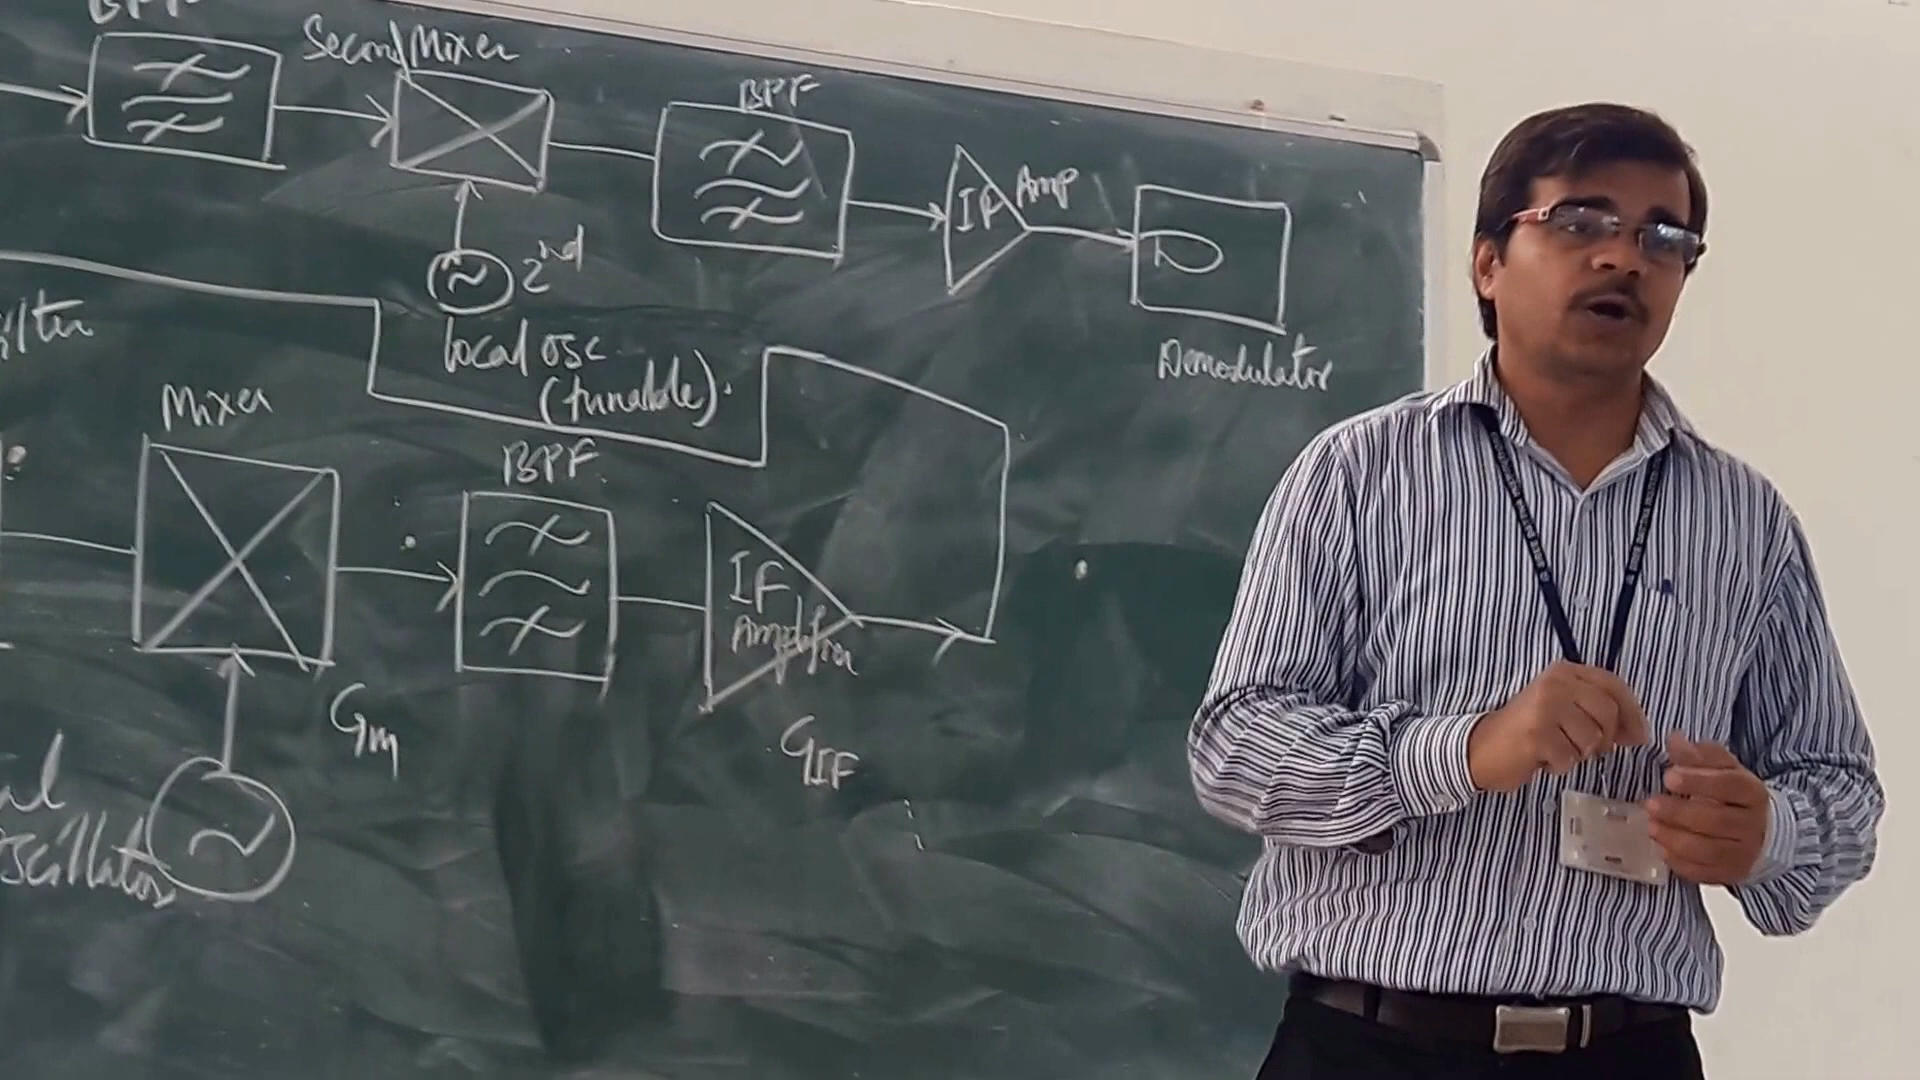 BPF
Second Mixer
BPF
IF Amp
D
Demodulator
2nd
local osc
(tunable).
Mixer
BPF
IF
Amplifier
Gm
GIF
Oscillator